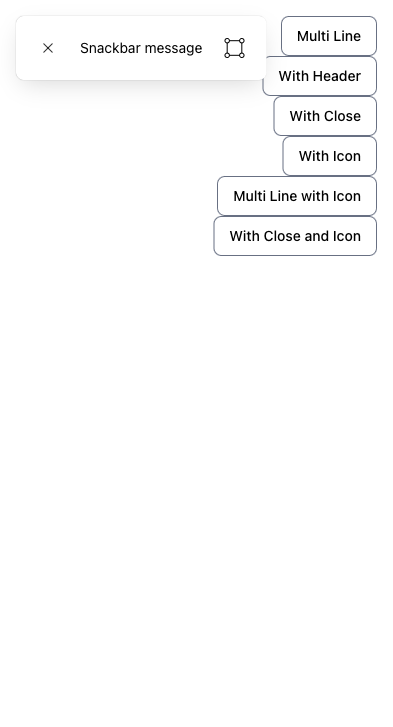 Multi Line
Snackbar message
With Header
With Close
With Icon
Multi Line with Icon
With Close and Icon